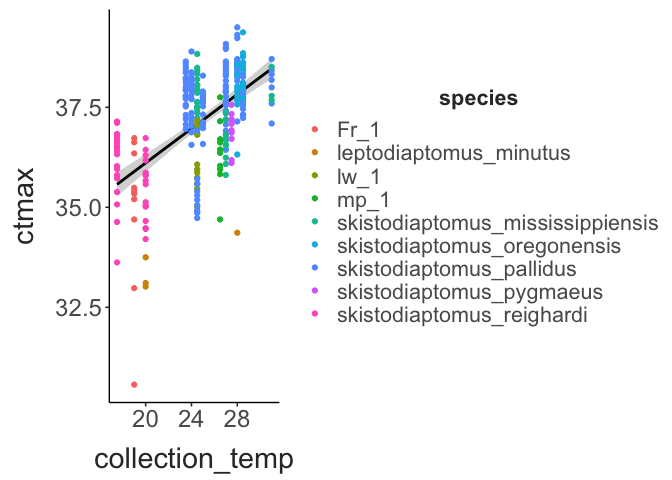 ctmax
37.5
35.0
32.5
20 24 28
collection_temp
species
Fr_1
leptodiaptomus_minutus
lw_1
mp_1
skistodiaptomus_mississippiensis
skistodiaptomus_oregonensis
skistodiaptomus_pallidus
skistodiaptomus_pygmaeus
skistodiaptomus_reighardi